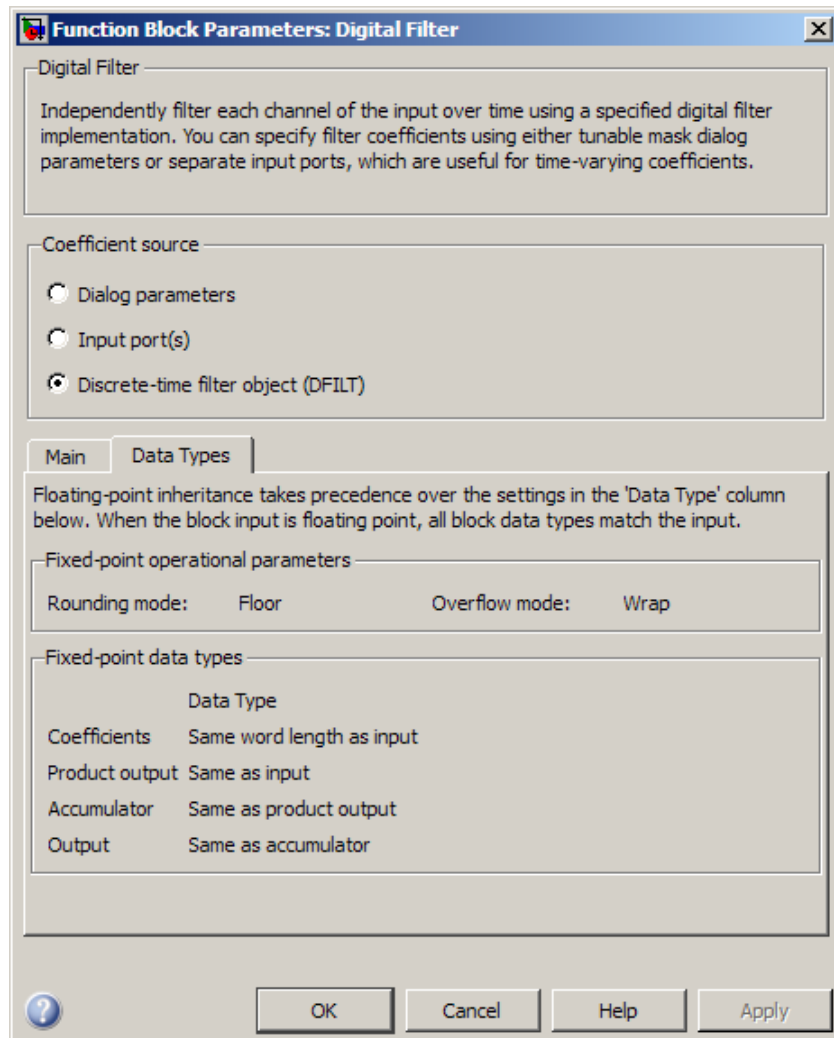 Function Block Parameters: Digital Filter
Digital Filter
Independently filter each channel of the input over time using a specified digital filter
implementation. You can specify filter coefficients using either tunable mask dialog
parameters or separate input ports, which are useful for time-varying coefficients.
Coefficient source
Dialog parameters
Input port(s)
Discrete-time filter object (DFILT)
Main Data Types
Floating-point inheritance takes precedence over the settings in the 'Data Type' column
below. When the block input is floating point, all block data types match the input.
Fixed-point operational parameters
Rounding mode: Floor Overflow mode: Wrap
Fixed-point data types
Data Type
Coefficients Same word length as input
Product output Same as input
Accumulator Same as product output
Output Same as accumulator
? OK Cancel Help Apply